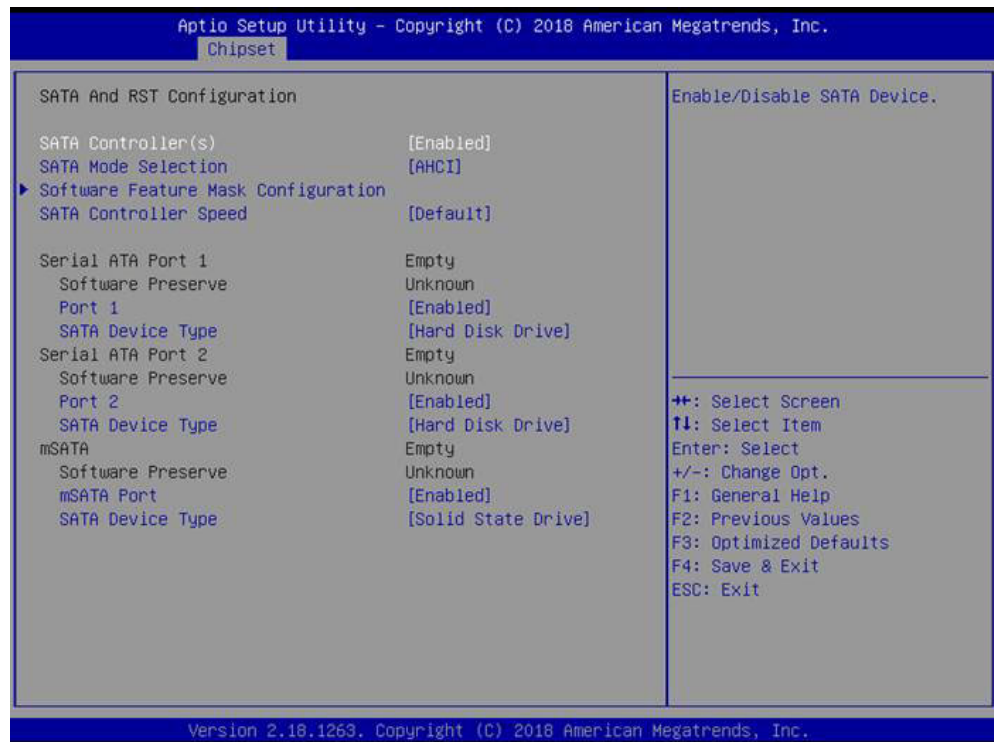 Aptio Setup Utility – Copyright (C) 2018 American Megatrends, Inc.
Chipset
SATA And RST Configuration
SATA Controller(s) [Enabled]
SATA Mode Selection [AHCI]
Software Feature Mask Configuration
SATA Controller Speed [Default]
Serial ATA Port 1 Empty
Software Preserve Unknown
Port 1 [Enabled]
SATA Device Type [Hard Disk Drive]
Serial ATA Port 2 Empty
Software Preserve Unknown
Port 2 [Enabled]
SATA Device Type [Hard Disk Drive]
mSATA Empty
Software Preserve Unknown
mSATA Port [Enabled]
SATA Device Type [Solid State Drive]
Enable/Disable SATA Device.
→←: Select Screen
↑↓: Select Item
Enter: Select
+/-: Change Opt.
F1: General Help
F2: Previous Values
F3: Optimized Defaults
F4: Save & Exit
ESC: Exit
Version 2.18.1263. Copyright (C) 2018 American Megatrends, Inc.